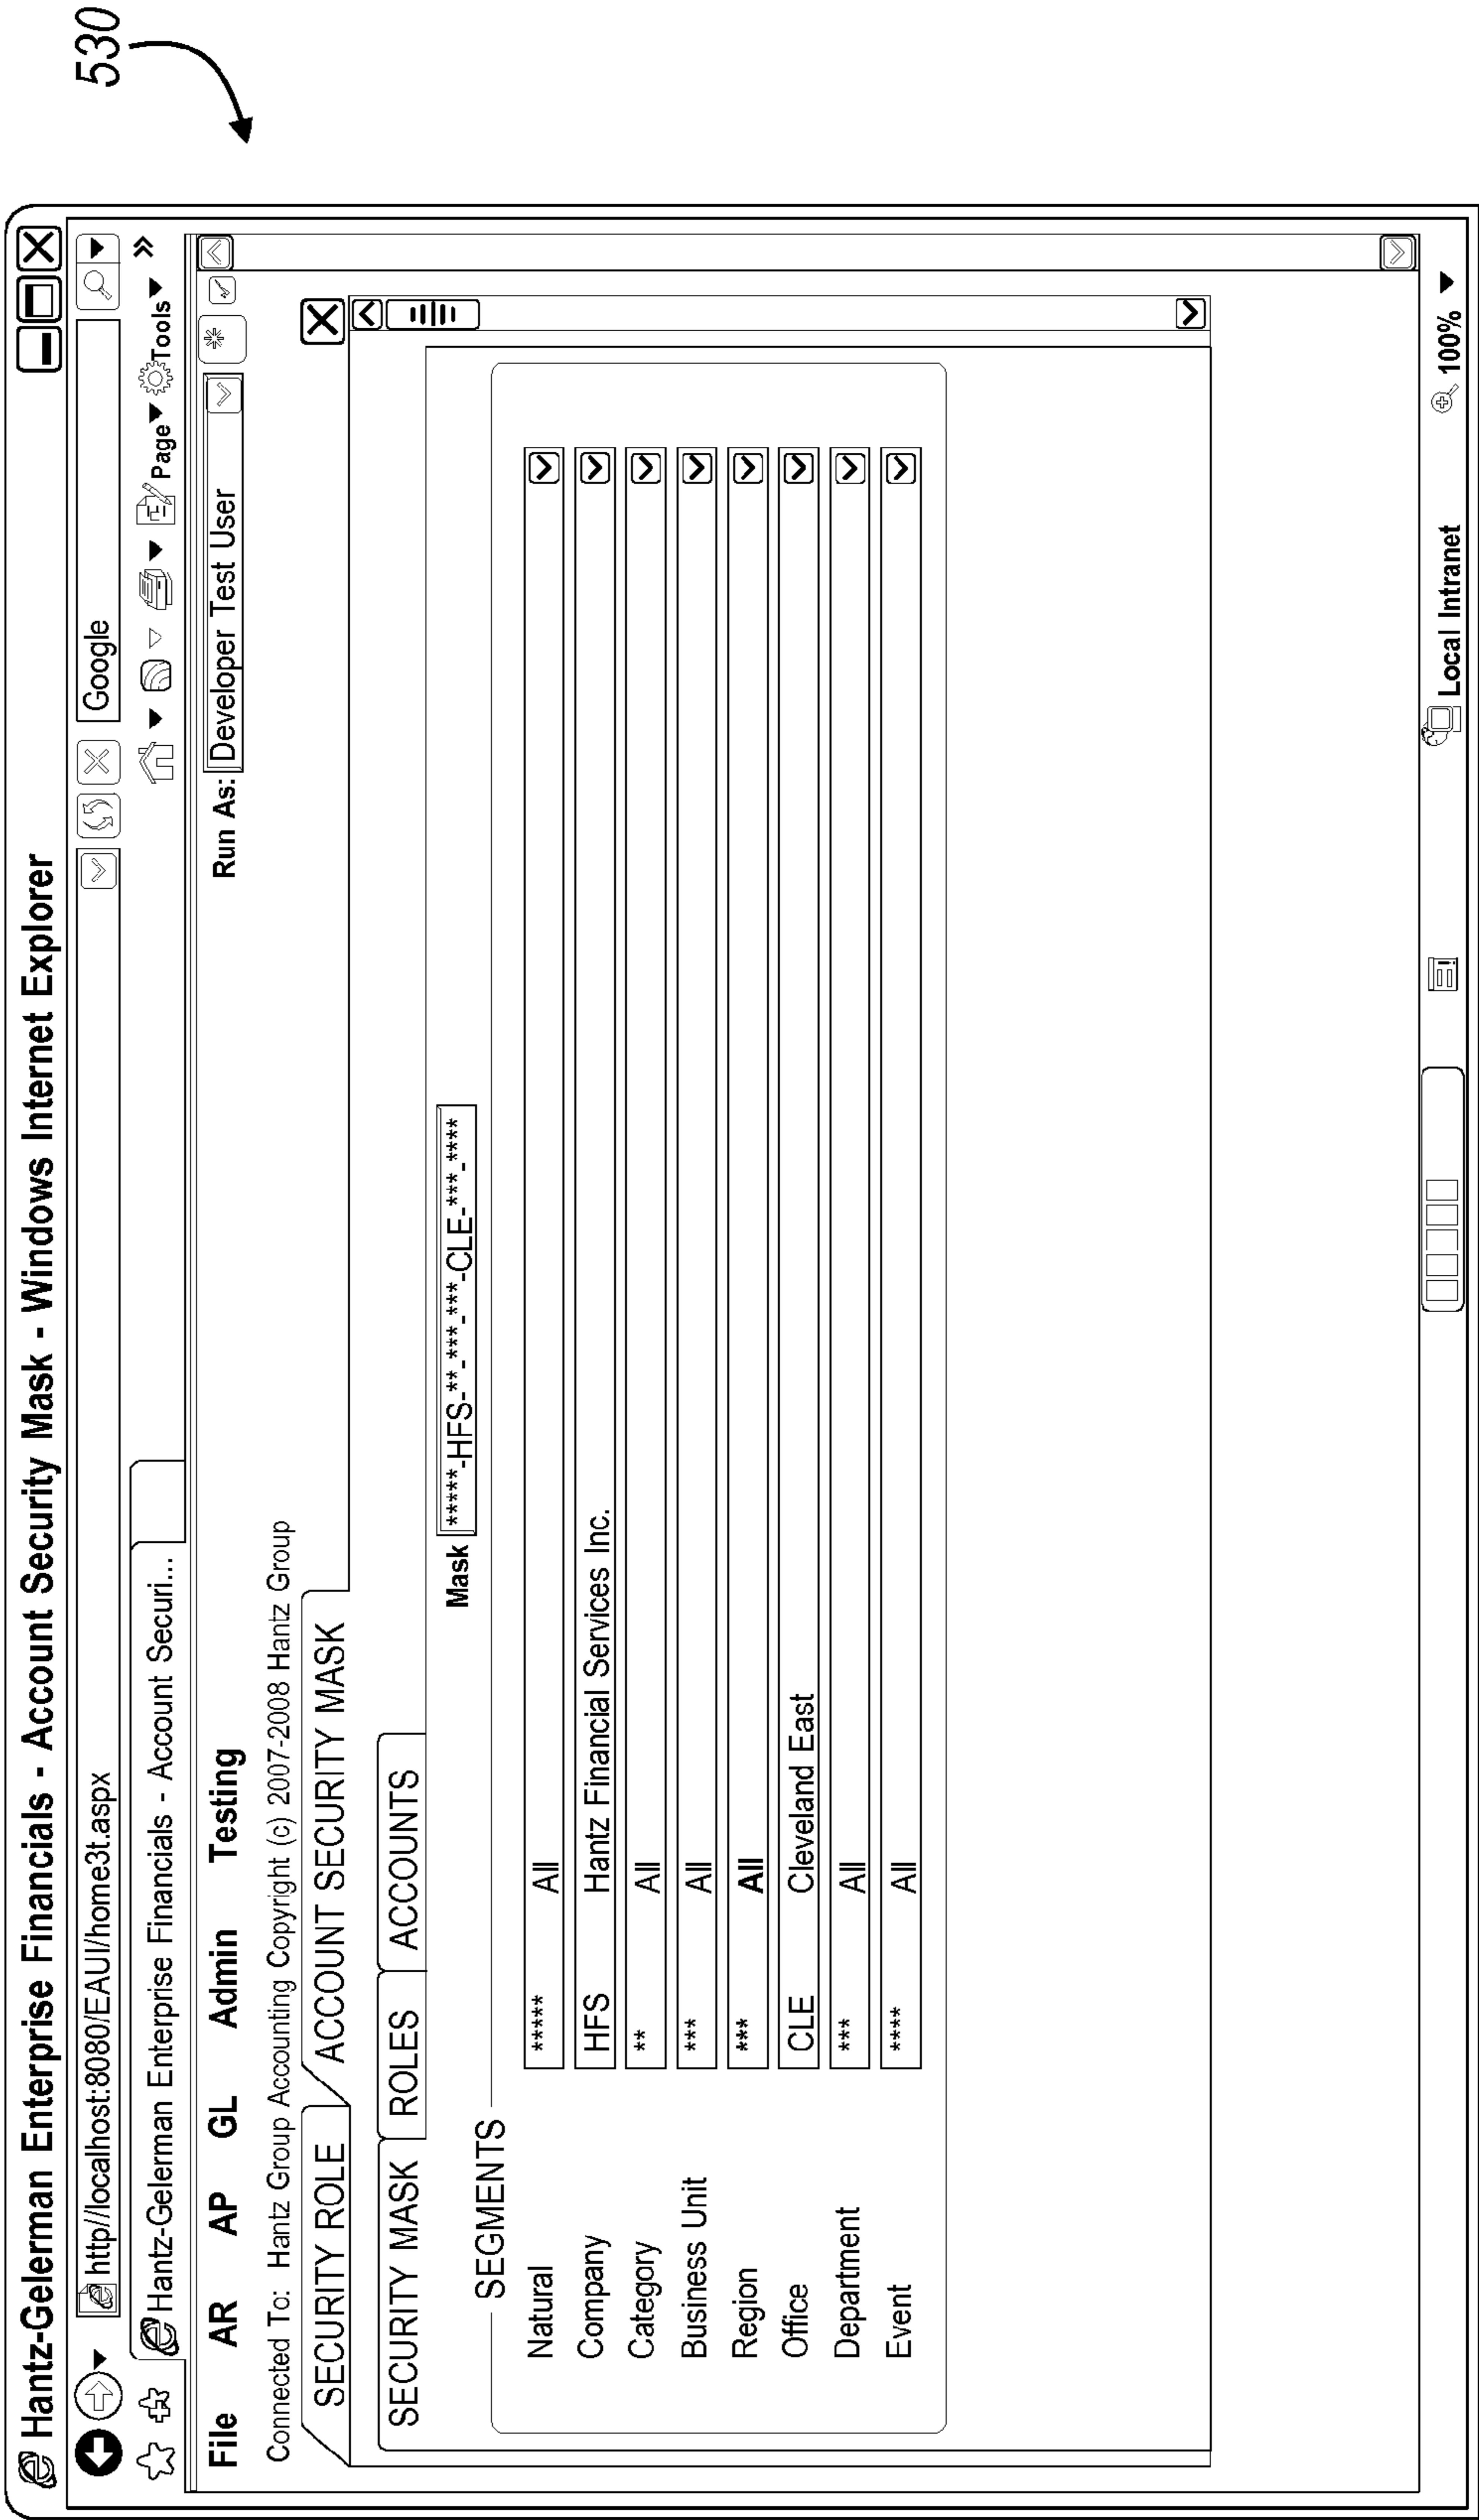 530
Hantz-Gelerman Enterprise Financials - Account Security Mask - Windows Internet Explorer
http//localhost:8080/EAUI/home3t.aspx Google
Hantz-Gelerman Enterprise Financials - Account Securi... Page Tools
File AR AP GL Admin Testing Run As: Developer Test User
Connected To: Hantz Group Accounting Copyright (c) 2007-2008 Hantz Group
SECURITY ROLE ACCOUNT SECURITY MASK
SECURITY MASK ROLES ACCOUNTS
Mask *****-HFS-**-***-***-CLE-***-****
SEGMENTS
Natural ***** All
Company HFS Hantz Financial Services Inc.
Category ** All
Business Unit *** All
Region *** All
Office CLE Cleveland East
Department *** All
Event **** All
Local Intranet 100%